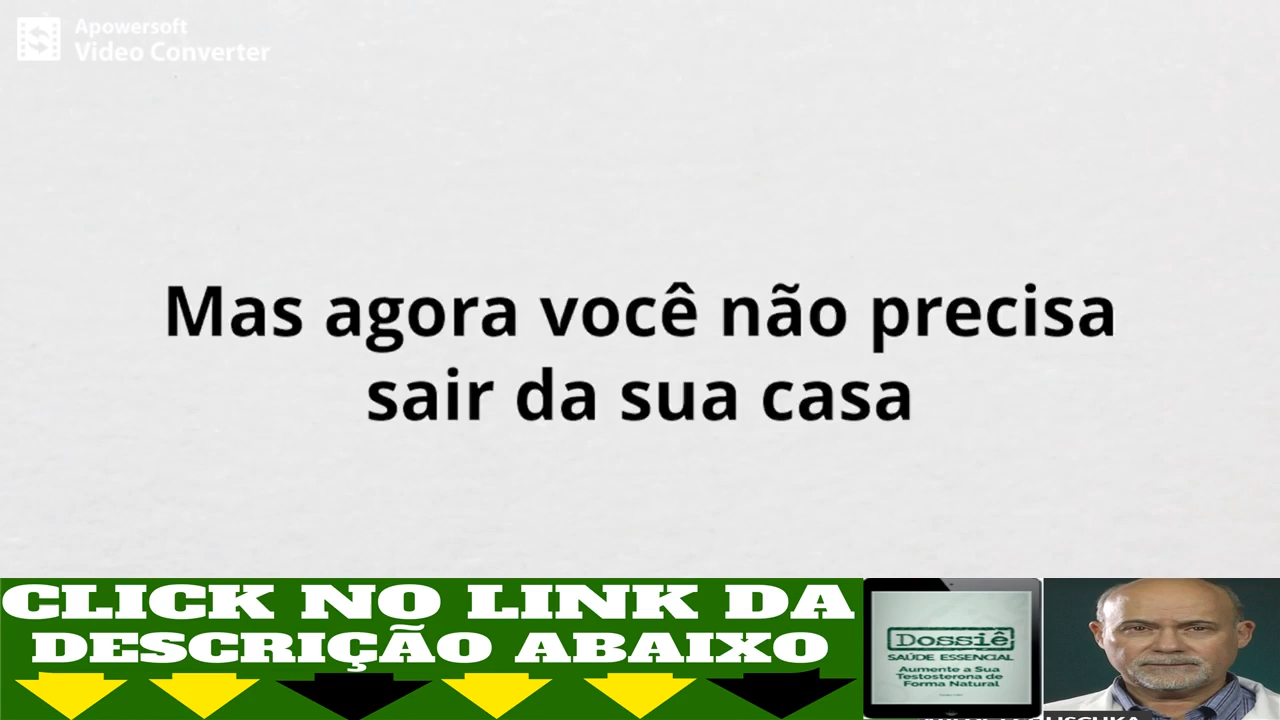 Apowersoft
Video Converter
Mas agora você não precisa
sair da sua casa
CLICK NO LINK DA
DESCRIÇÃO ABAIXO
Dossiê
SAÚDE ESSENCIAL
Aumente a Sua
Testosterona de
Forma Natural